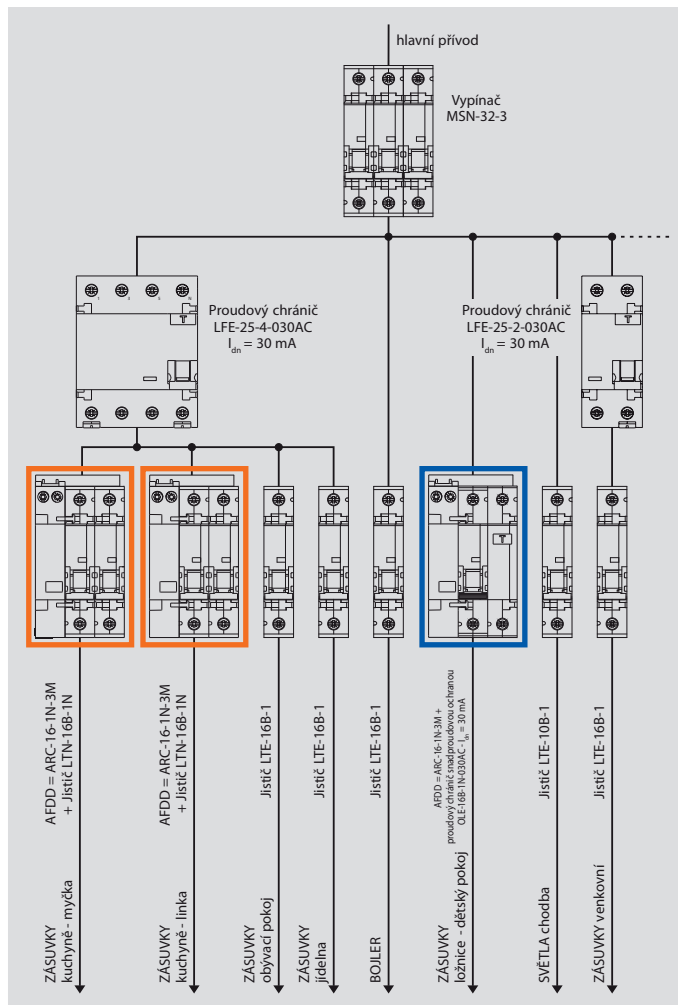 hlavní přívod
Vypínač
MSN-32-3
Proudový chránič
LFE-25-4-030AC
Idn = 30 mA
Proudový chránič
LFE-25-2-030AC
Idn = 30 mA
1 2 3 N
T
T
T
AFDD = ARC-16-1N-3M
+ Jistič LTN-16B-1N
AFDD = ARC-16-1N-3M
+ Jistič LTN-16B-1N
Jistič LTE-16B-1
Jistič LTE-16B-1
Jistič LTE-16B-1
AFDD = ARC-16-1N-3M +
proudový chránič snadproudovou ochranou
OLE-16B-1N-030AC - Idn = 30 mA
Jistič LTE-10B-1
Jistič LTE-16B-1
ZÁSUVKY
kuchyně - myčka
ZÁSUVKY
kuchyně - linka
ZÁSUVKY
obývací pokoj
ZÁSUVKY
jídelna
BOJLER
ZÁSUVKY
ložnice - dětský pokoj
SVĚTLA chodba
ZÁSUVKY venkovní